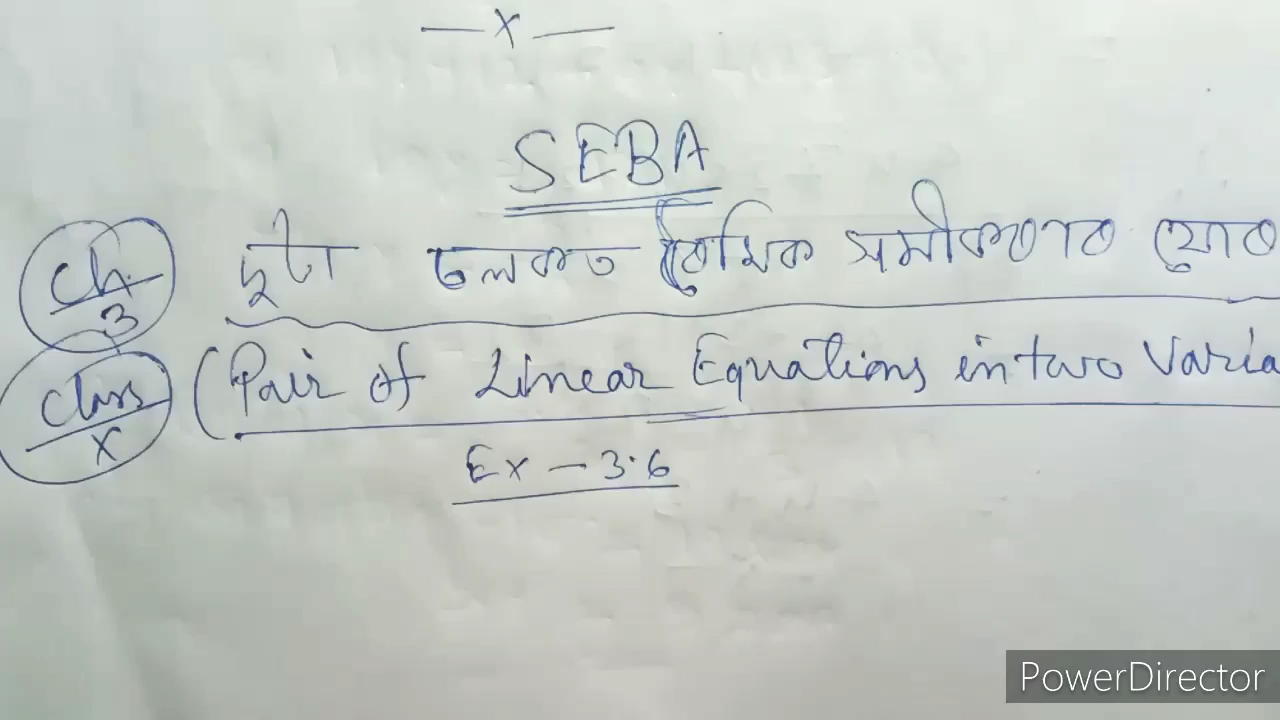 —x—
SEBA
Ch.
3
দুটা চলকত ৰৈখিক সমীকৰণৰ যোৰ
Class
X
(Pair of Linear Equations in two Varia
Ex — 3.6
PowerDirector